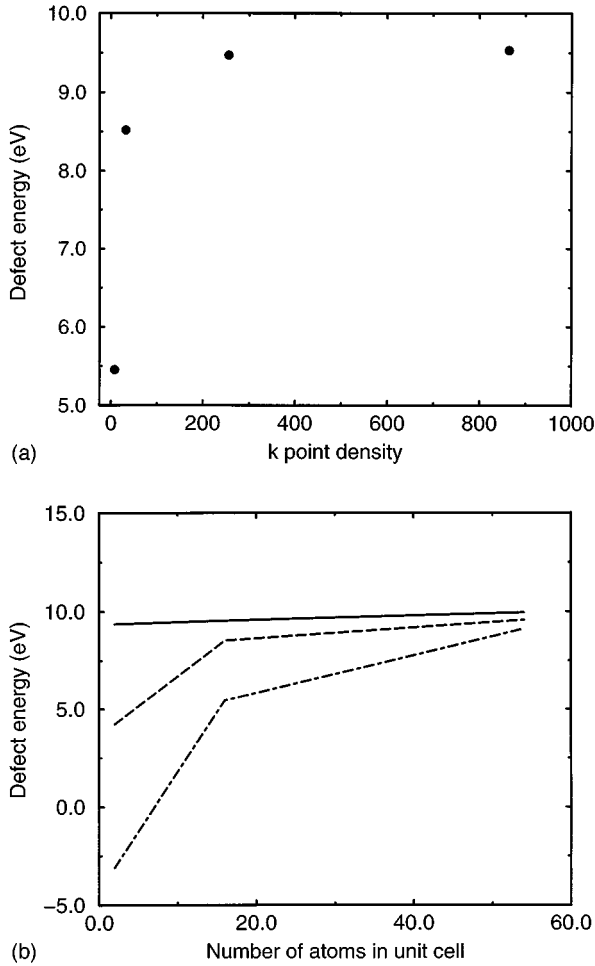 10.0
9.0
8.0
7.0
6.0
5.0
Defect energy (eV)
0 200 400 600 800 1000
k point density
(a)
15.0
10.0
5.0
0.0
−5.0
Defect energy (eV)
0.0 20.0 40.0 60.0
Number of atoms in unit cell
(b)